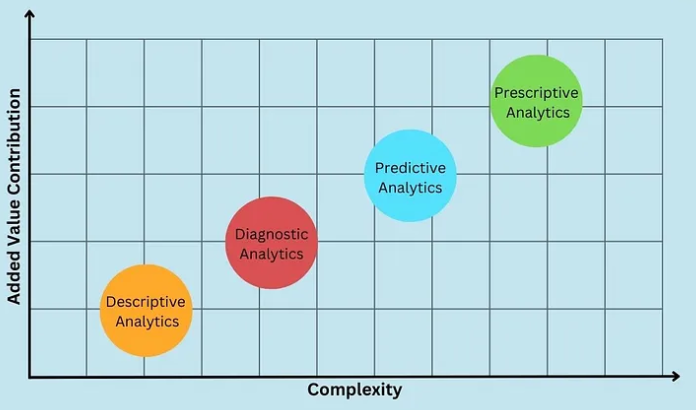 Added Value Contribution
Prescriptive
Analytics
Predictive
Analytics
Diagnostic
Analytics
Descriptive
Analytics
Complexity